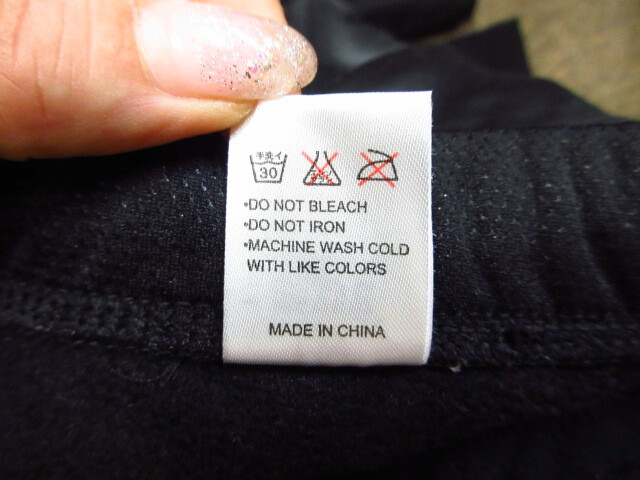 手洗イ
30
•DO NOT BLEACH
•DO NOT IRON
•MACHINE WASH COLD
WITH LIKE COLORS
MADE IN CHINA